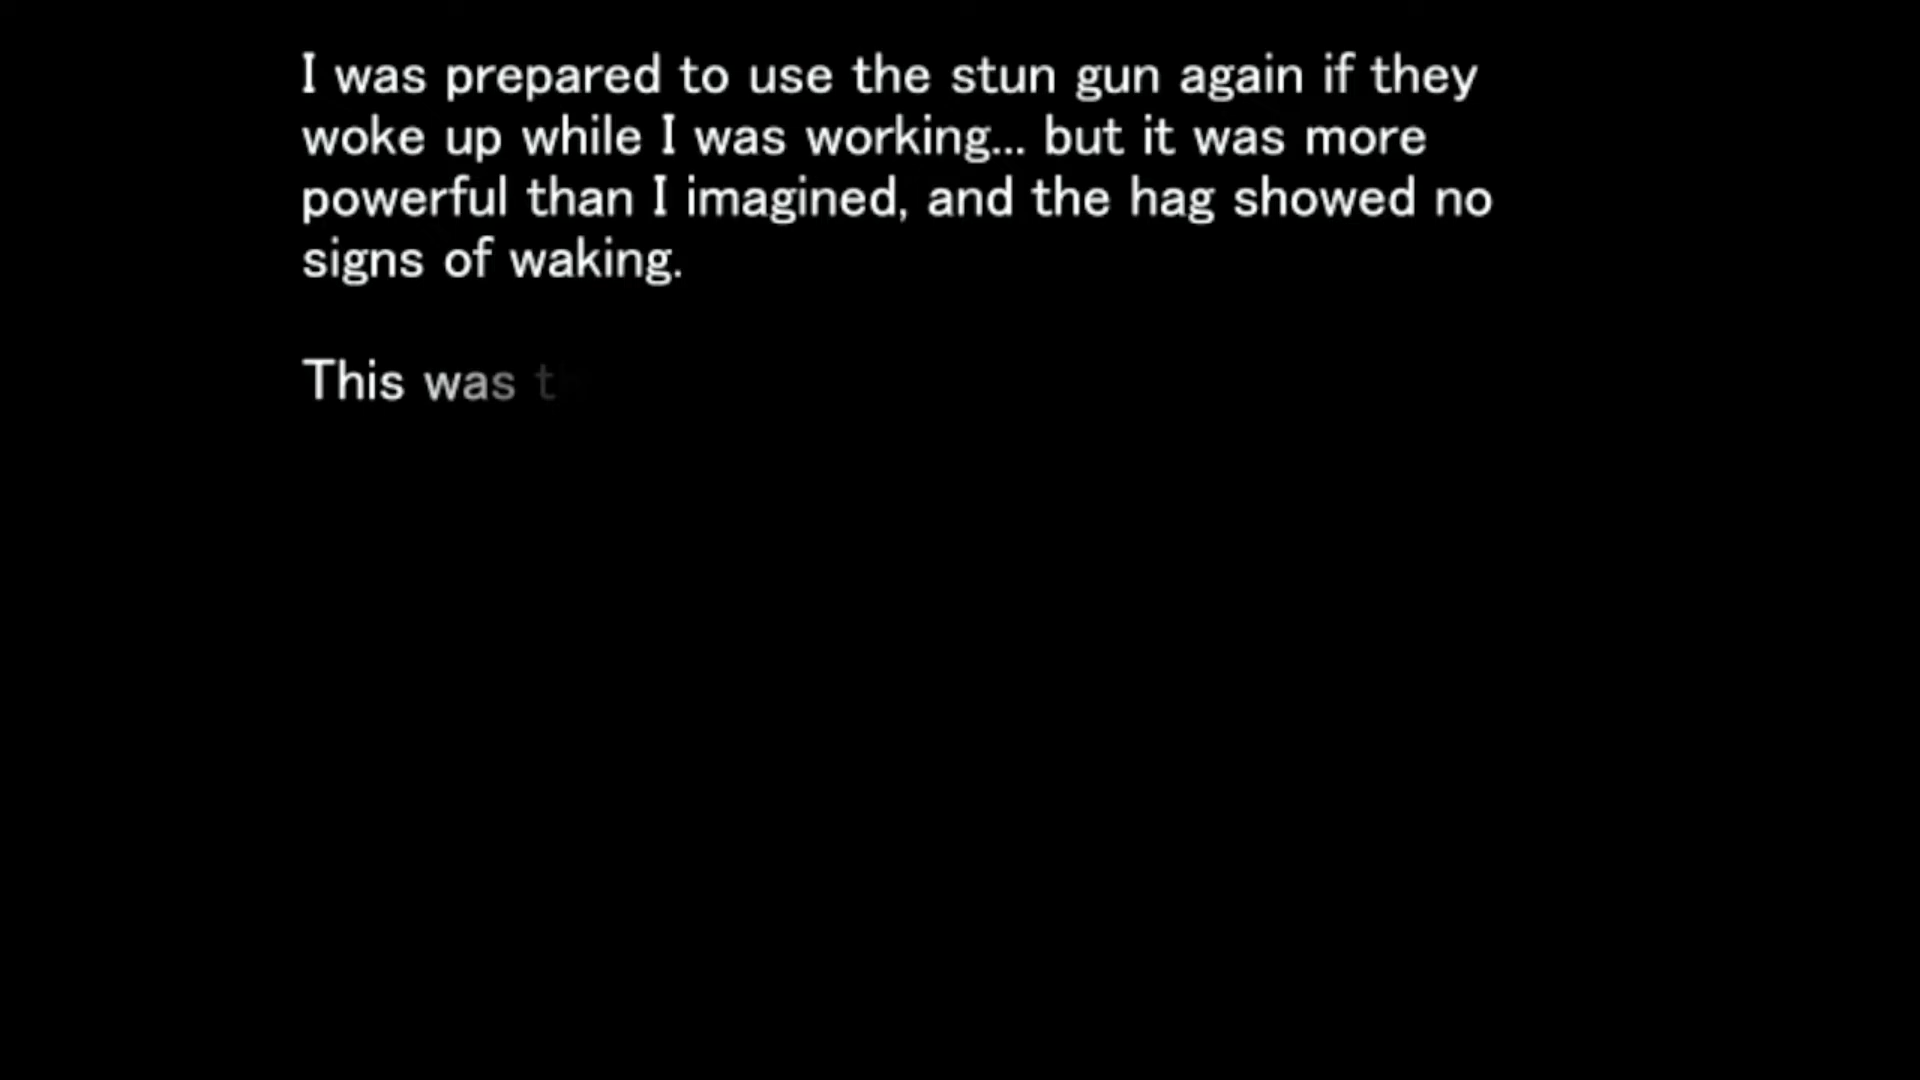 I was prepared to use the stun gun again if they
woke up while I was working... but it was more
powerful than I imagined, and the hag showed no
signs of waking.
This was